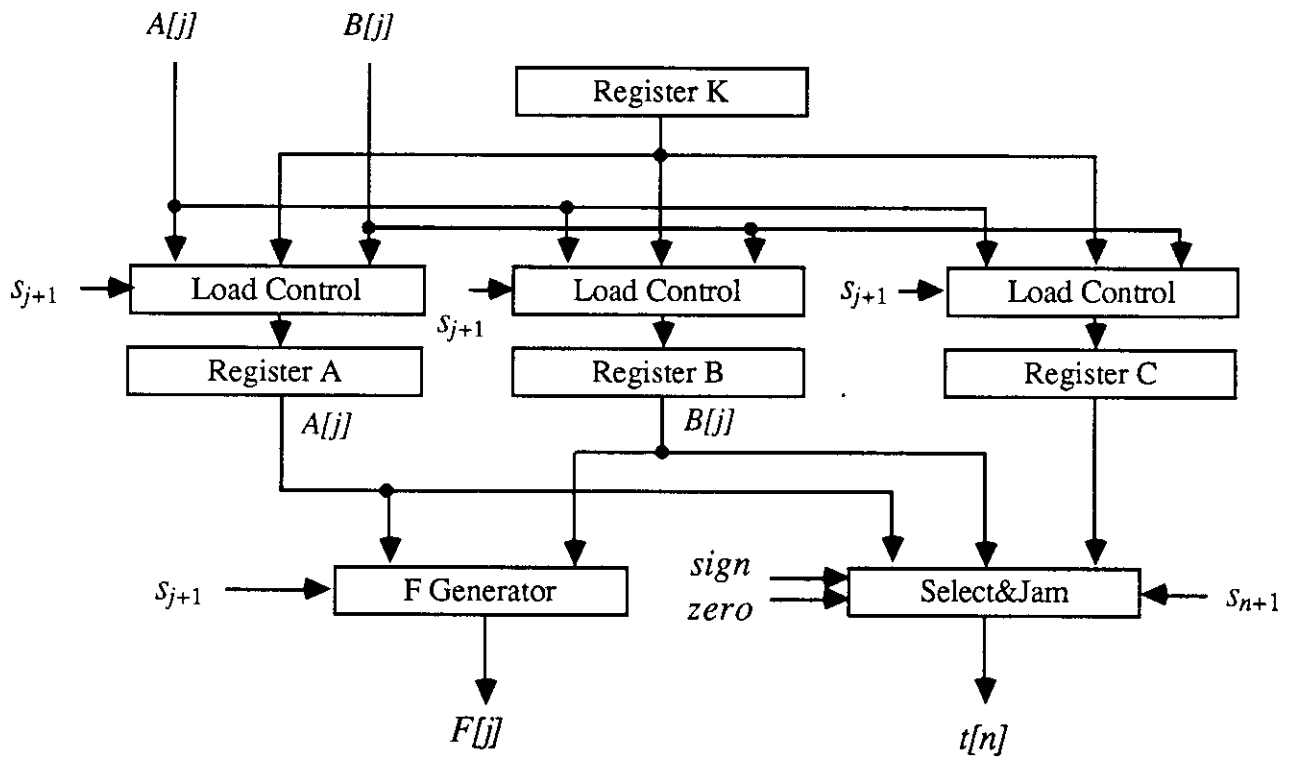 A[j]
B[j]
Register K
s_{j+1}
Load Control
s_{j+1}
Load Control
s_{j+1}
Load Control
Register A
Register B
Register C
A[j]
B[j]
s_{j+1}
F Generator
sign
zero
Select&Jam
s_{n+1}
F[j]
t[n]